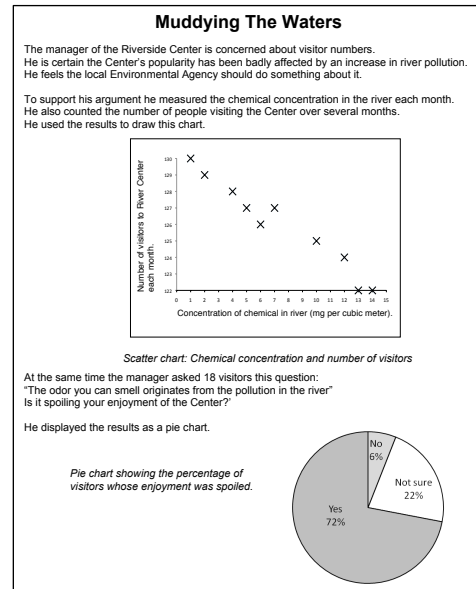 Muddying The Waters
The manager of the Riverside Center is concerned about visitor numbers.
He is certain the Center's popularity has been badly affected by an increase in river pollution.
He feels the local Environmental Agency should do something about it.
To support his argument he measured the chemical concentration in the river each month.
He also counted the number of people visiting the Center over several months.
He used the results to draw this chart.
Number of visitors to River Center
each month.
130
129
128
127
126
125
124
123
122
0 1 2 3 4 5 6 7 8 9 10 11 12 13 14 15
Concentration of chemical in river (mg per cubic meter).
Scatter chart: Chemical concentration and number of visitors
At the same time the manager asked 18 visitors this question:
"The odor you can smell originates from the pollution in the river"
Is it spoiling your enjoyment of the Center?'
He displayed the results as a pie chart.
Pie chart showing the percentage of
visitors whose enjoyment was spoiled.
No
6%
Not sure
22%
Yes
72%